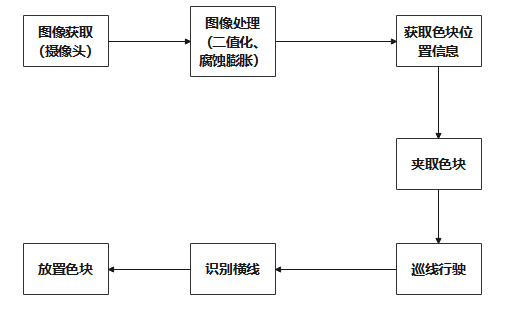 图像获取
（摄像头）
图像处理
（二值化、
腐蚀膨胀）
获取色块位
置信息
夹取色块
巡线行驶
识别横线
放置色块